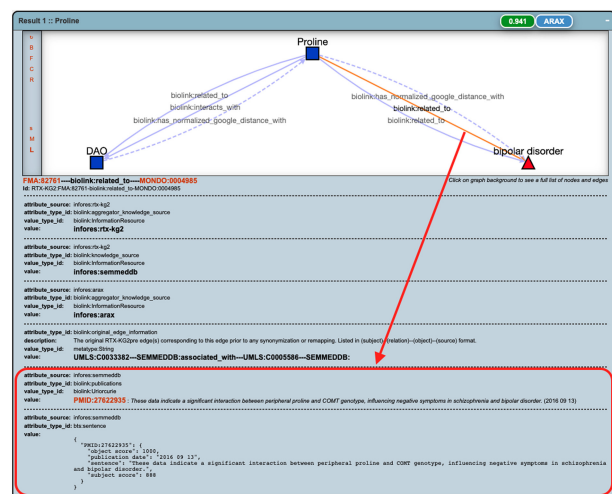 Result 1 :: Proline
0.941
ARAX
B
F
C
R
M
L
Proline
biolink:related_to
biolink:has_normalized_google_distance_with
biolink:interacts_with
biolink:related_to
biolink:has_normalized_google_distance_with
biolink:related_to
DAO
bipolar disorder
FMA:82761----biolink:related_to----MONDO:0004985
Click on graph background to see a full list of nodes and edges
Id: RTX-KG2:FMA:82761-biolink:related_to-MONDO:0004985
attribute_source: infores:rtx-kg2
attribute_type_id: biolink:aggregator_knowledge_source
value_type_id: biolink:InformationResource
value: infores:rtx-kg2
attribute_source: infores:rtx-kg2
attribute_type_id: biolink:knowledge_source
value_type_id: biolink:InformationResource
value: infores:semmeddb
attribute_source: infores:arax
attribute_type_id: biolink:aggregator_knowledge_source
value_type_id: biolink:InformationResource
value: infores:arax
attribute_type_id: biolink:original_edge_information
description: The original RTX-KG2pre edge(s) corresponding to this edge prior to any synonymization or remapping. Listed in (subject)--(relation)--(object)--(source) format.
value_type_id: metatype:String
value: UMLS:C0033382---SEMMEDDB:associated_with---UMLS:C0005586---SEMMEDDB:
attribute_source: infores:semmeddb
attribute_type_id: biolink:publications
value_type_id: biolink:Uriorcurie
value: PMID:27622935 : These data indicate a significant interaction between peripheral proline and COMT genotype, influencing negative symptoms in schizophrenia and bipolar disorder. (2016 09 13)
attribute_source: infores:semmeddb
attribute_type_id: bts:sentence
value:
{
"PMID:27622935": {
"object score": 1000,
"publication date": "2016 09 13",
"sentence": "These data indicate a significant interaction between peripheral proline and COMT genotype, influencing negative symptoms in schizophrenia
and bipolar disorder.",
"subject score": 888
}
}